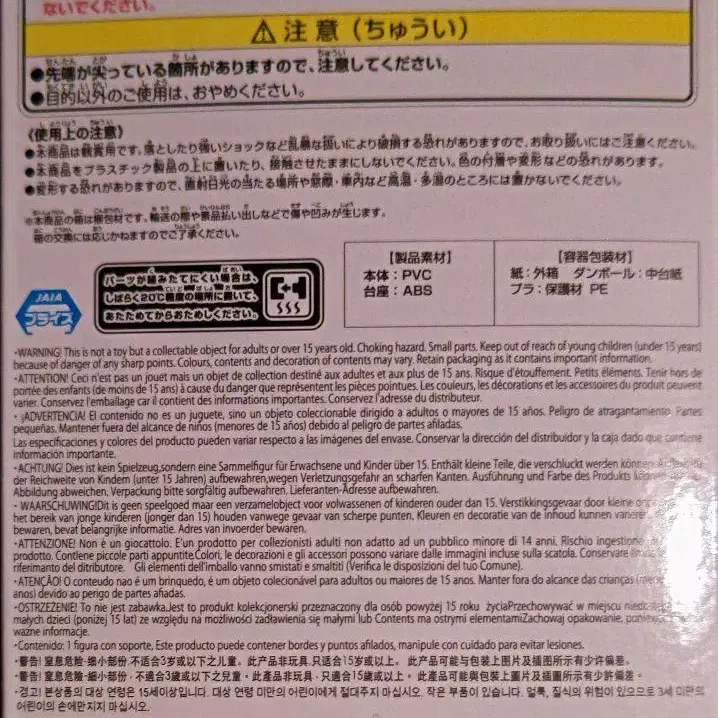 ないでください。
⚠ 注意（ちゅうい）
●先端が尖っている箇所がありますので、注意してください。
●目的以外のご使用は、おやめください。
《使用上の注意》
●本商品は観賞用です。落としたり強いショックなど乱暴な扱いにより破損する恐れがありますので、お取り扱いにはご注意ください。
●本商品をプラスチック製品の上に置いたり、接触させたままにしないでください。色の付着や変形などの恐れがあります。
●変形する恐れがありますので、直射日光の当たる場所や窓際・車内など高温・多湿のところには置かないでください。
※本商品の箱は梱包材です。輸送の際や景品払い出しなどで傷や凹みが生じます。
箱の交換には応じかねますのでご了承ください。
JAIA
プライズ
パーツが組みたてにくい場合は、
しばらく20℃程度の場所に置いて、
あたためてからおためしください。
【製品素材】
本体：PVC
台座：ABS
【容器包装材】
紙：外箱 ダンボール：中台紙
プラ：保護材 PE
•WARNING! This is not a toy but a collectable object for adults or over 15 years old. Choking hazard. Small parts. Keep out of reach of young children (under 15 years)
because of danger of any sharp points. Colours, contents and decoration of contents may vary. Retain packaging as it contains important information.
•ATTENTION! Ceci n'est pas un jouet mais un objet de collection destiné aux adultes et aux plus de 15 ans. Risque d'étouffement. Petits éléments. Tenir hors de
portée des enfants (de moins de 15 ans) à cause du danger que représentent les pièces pointues. Les couleurs, les décorations et les accessoires du produit peuvent
varier. Conservez l'emballage car il contient des informations importantes. Conservez l'adresse du distributeur.
• ¡ADVERTENCIA! El contenido no es un juguete, sino un objeto coleccionable dirigido a adultos o mayores de 15 años. Peligro de atragantamiento. Partes
pequeñas. Mantener fuera del alcance de niños (menores de 15 años) debido al peligro de partes afiladas.
Las especificaciones y colores del producto pueden variar respecto a las imágenes del envase. Conservar la dirección del distribuidor y la caja dado que contiene
información importante.
•ACHTUNG! Dies ist kein Spielzeug,sondern eine Sammelfigur für Erwachsene und Kinder über 15. Enthält kleine Teile, die verschluckt werden können.
der Reichweite von Kindern (unter 15 Jahren) aufbewahren,wegen Verletzungsgefahr an scharfen Kanten. Ausführung und Farbe des Produkts können
Abbildung abweichen. Verpackung bitte sorgfältig aufbewahren. Lieferanten-Adresse aufbewahren.
• WAARSCHUWING!Dit is geen speelgoed maar een verzamelobject voor volwassenen of kinderen ouder dan 15. Verstikkingsgevaar door kleine
het bereik van jonge kinderen (jonger dan 15) houden vanwege gevaar van scherpe punten. Kleuren en decoratie van de inhoud kunnen
bewaren, bevat belangrijke informatie. Adres van invoerder bewaren.
•ATTENZIONE! Non è un giocattolo. E'un prodotto per collezionisti adulti non adatto ad un pubblico minore di 14 anni. Rischio ingestione
prodotto. Contiene piccole parti appuntite.Colori, le decorazioni e gli accessori possono variare dalle immagini incluse sulla scatola. Conservare
riferimanto del ditributore. Gli elementi dell'imballo vanno smistati e smaltiti (Verifica le disposizioni del tuo Comune).
•ATENÇÃO! O conteudo nao é um brinquedo, é um objeto colecionável para adultos ou maiores de 15 anos. Manter fora do alcance das crianças
anos) devido ao perigo de partes afiadas.
•OSTRZEŻENIE! To nie jest zabawka.Jest to produkt kolekcjonerski przeznaczony dla osób powyżej 15 roku życiaPrzechowywać w miejscu
małych dzieci (poniżej 15 lat) ze względu na możliwości zadławienia się małymi lub Contents ma ostrymi elementamiZachowaj opakowanie,
wazne informacje.
•Contenido: 1 figura con soporte, Este producto puede contener bordes y puntos afilados, manipule con cuidado para evitar lesiones.
•警告! 窒息危险·细小部份.不适合3岁或以下之儿童。此产品非玩具.只适合15岁或以上。 此产品可能与包装上图片及插图所示有少许偏差。
•警告! 窒息危險·細小部份．不適合3歲或以下之兒童。此產品非玩具．只適合15歲或以上。 此產品可能與包裝上圖片及插圖所示有少許偏差。
•경고! 본상품의 대상 연령은 15세이상입니다. 대상 연령 미만의 어린이에게 절대주지 마십시오. 작은 부품이 있습니다. 얼룩, 질식의 위험이 있으므로 3세 미만의
어린이의 손에만지지 마십시오.